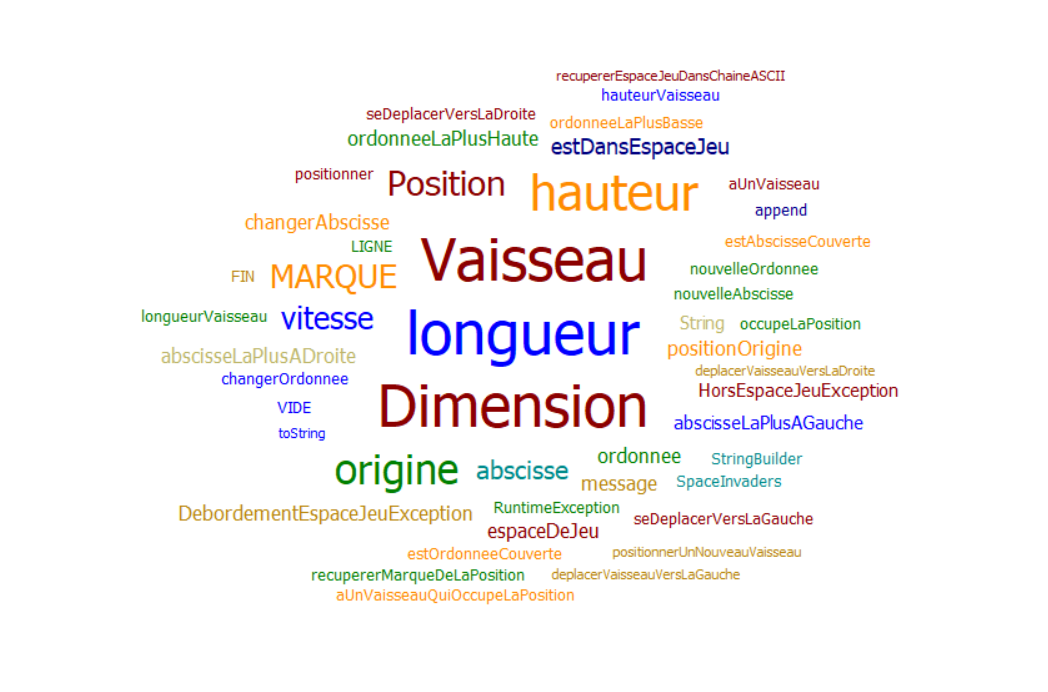 recupererEspaceJeuDansChaineASCII
hauteurVaisseau
seDeplacerVersLaDroite
ordonneeLaPlusBasse
ordonneeLaPlusHaute
estDansEspaceJeu
positionner
Position
hauteur
aUnVaisseau
append
changerAbscisse
estAbscisseCouverte
LIGNE
Vaisseau
nouvelleOrdonnee
FIN
MARQUE
nouvelleAbscisse
longueurVaisseau
vitesse
longueur
String
occupeLaPosition
abscisseLaPlusADroite
positionOrigine
deplacerVaisseauVersLaDroite
changerOrdonnee
HorsEspaceJeuException
VIDE
Dimension
abscisseLaPlusAGauche
toString
origine
abscisse
ordonnee
StringBuilder
message
SpaceInvaders
DebordementEspaceJeuException
RuntimeException
seDeplacerVersLaGauche
espaceDeJeu
estOrdonneeCouverte
positionnerUnNouveauVaisseau
recupererMarqueDeLaPosition
deplacerVaisseauVersLaGauche
aUnVaisseauQuiOccupeLaPosition